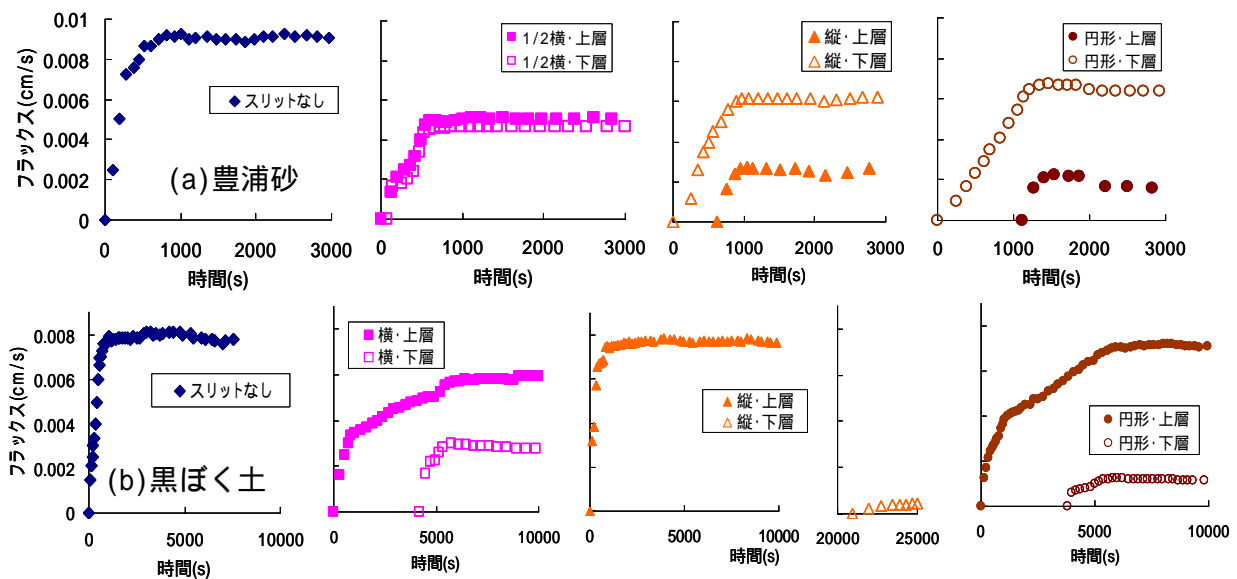 0.01
0.008
0.006
0.004
0.002
0
フラックス(cm/s)
スリットなし
(a)豊浦砂
0 1000 2000 3000
時間(s)
1/2横・上層
1/2横・下層
0 1000 2000 3000
時間(s)
縦・上層
縦・下層
0 1000 2000 3000
時間(s)
円形・上層
円形・下層
0 1000 2000 3000
時間(s)
0.008
0.006
0.004
0.002
0
フラックス(cm/s)
スリットなし
(b)黒ぼく土
0 5000 10000
時間(s)
横・上層
横・下層
0 5000 10000
時間(s)
縦・上層
縦・下層
0 5000 10000
時間(s)
20000 25000
時間(s)
円形・上層
円形・下層
0 5000 10000
時間(s)